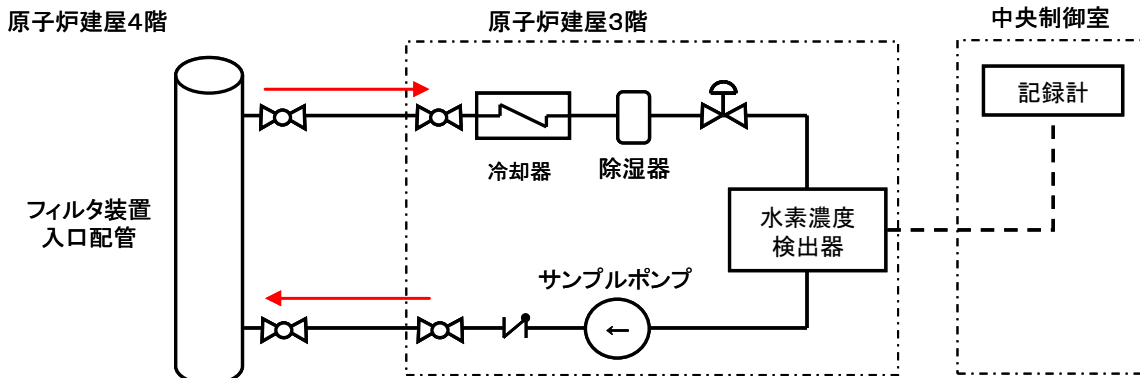 原子炉建屋4階
原子炉建屋3階
中央制御室
記録計
冷却器
除湿器
フィルタ装置
入口配管
水素濃度
検出器
サンプルポンプ
←